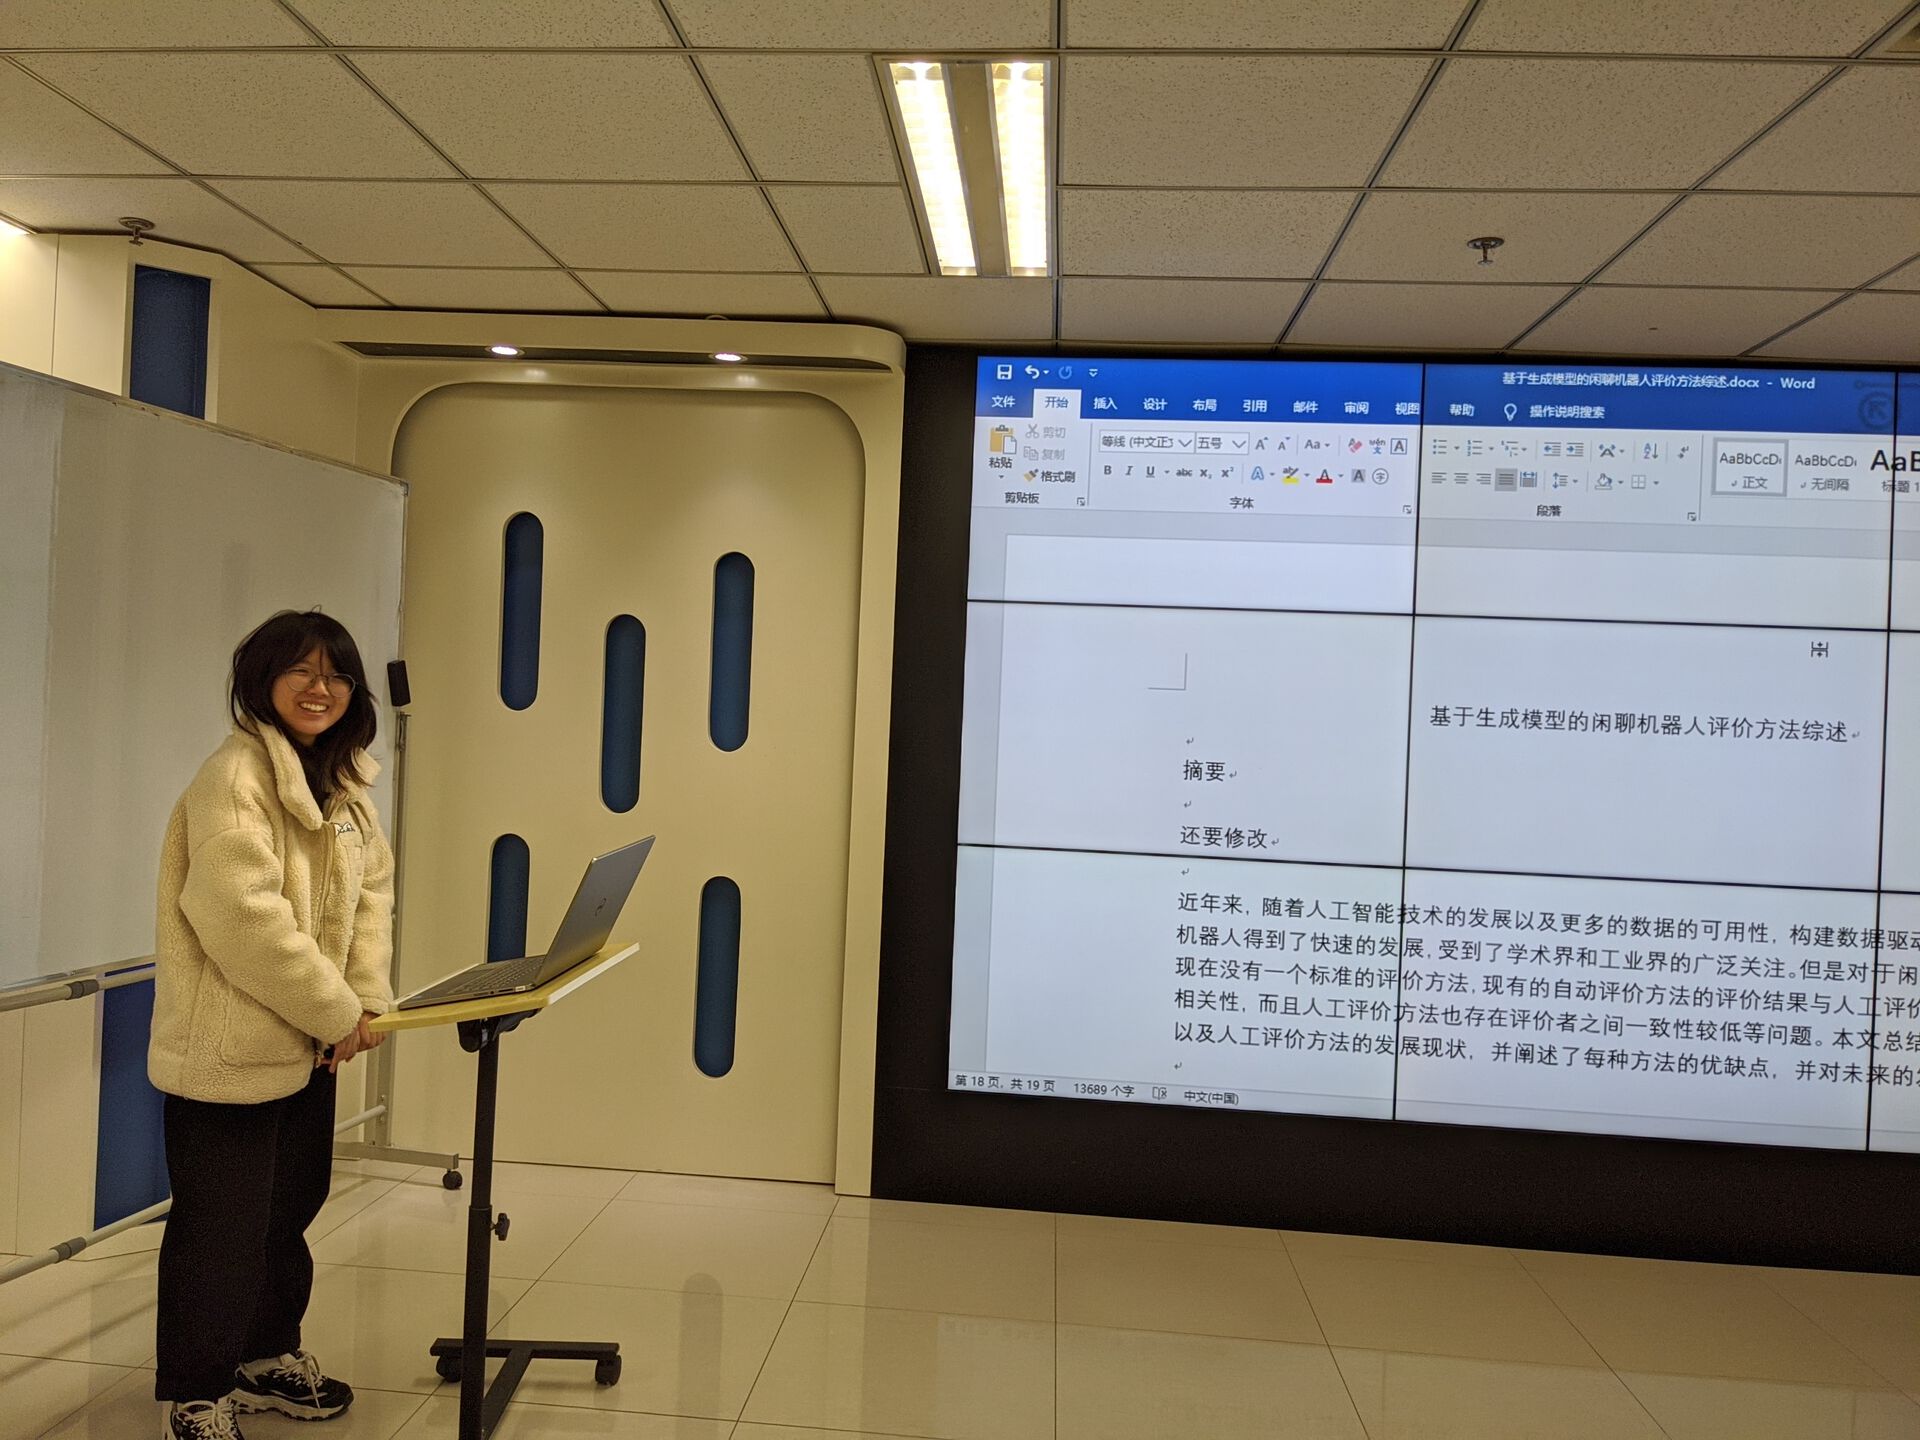 基于生成模型的闲聊机器人评价方法综述.docx - Word
文件 开始 插入 设计 布局 引用 邮件 审阅 视图 帮助 操作说明搜索
粘贴
剪切
复制
格式刷
剪贴板
等线 (中文正 五号
字体
段落
AaBbCcD AaBbCcD AaB
正文 无间隔 标题 1
基于生成模型的闲聊机器人评价方法综述
摘要
还要修改
近年来，随着人工智能技术的发展以及更多的数据的可用性，构建数据驱动
机器人得到了快速的发展，受到了学术界和工业界的广泛关注。但是对于闲
现在没有一个标准的评价方法，现有的自动评价方法的评价结果与人工评价
相关性，而且人工评价方法也存在评价者之间一致性较低等问题。本文总结
以及人工评价方法的发展现状，并阐述了每种方法的优缺点，并对未来的
第 18 页，共 19 页 13689 个字 中文(中国)